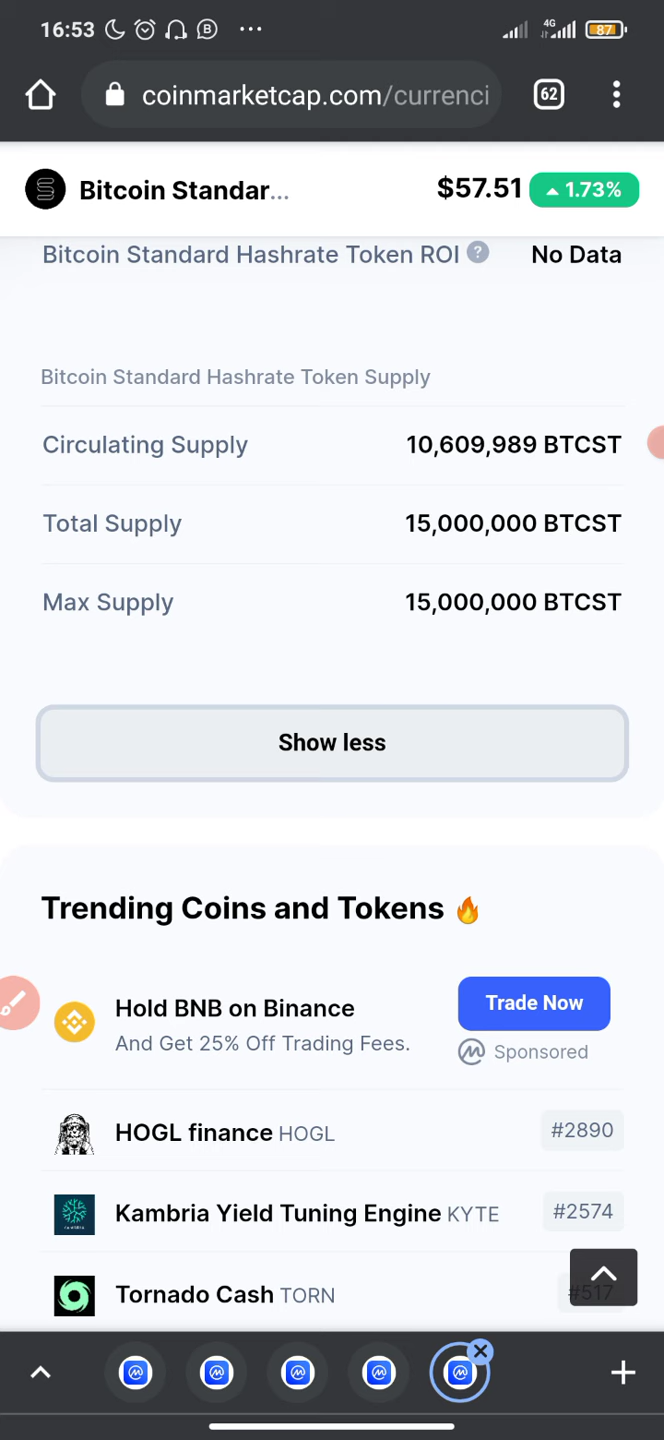 16:53 B ... 4G 87
coinmarketcap.com/currenci 62
Bitcoin Standar... $57.51 1.73%
Bitcoin Standard Hashrate Token ROI ? No Data
Bitcoin Standard Hashrate Token Supply
Circulating Supply 10,609,989 BTCST
Total Supply 15,000,000 BTCST
Max Supply 15,000,000 BTCST
Show less
Trending Coins and Tokens 🔥
Hold BNB on Binance Trade Now
And Get 25% Off Trading Fees. Sponsored
HOGL finance HOGL #2890
Kambria Yield Tuning Engine KYTE #2574
Tornado Cash TORN #517